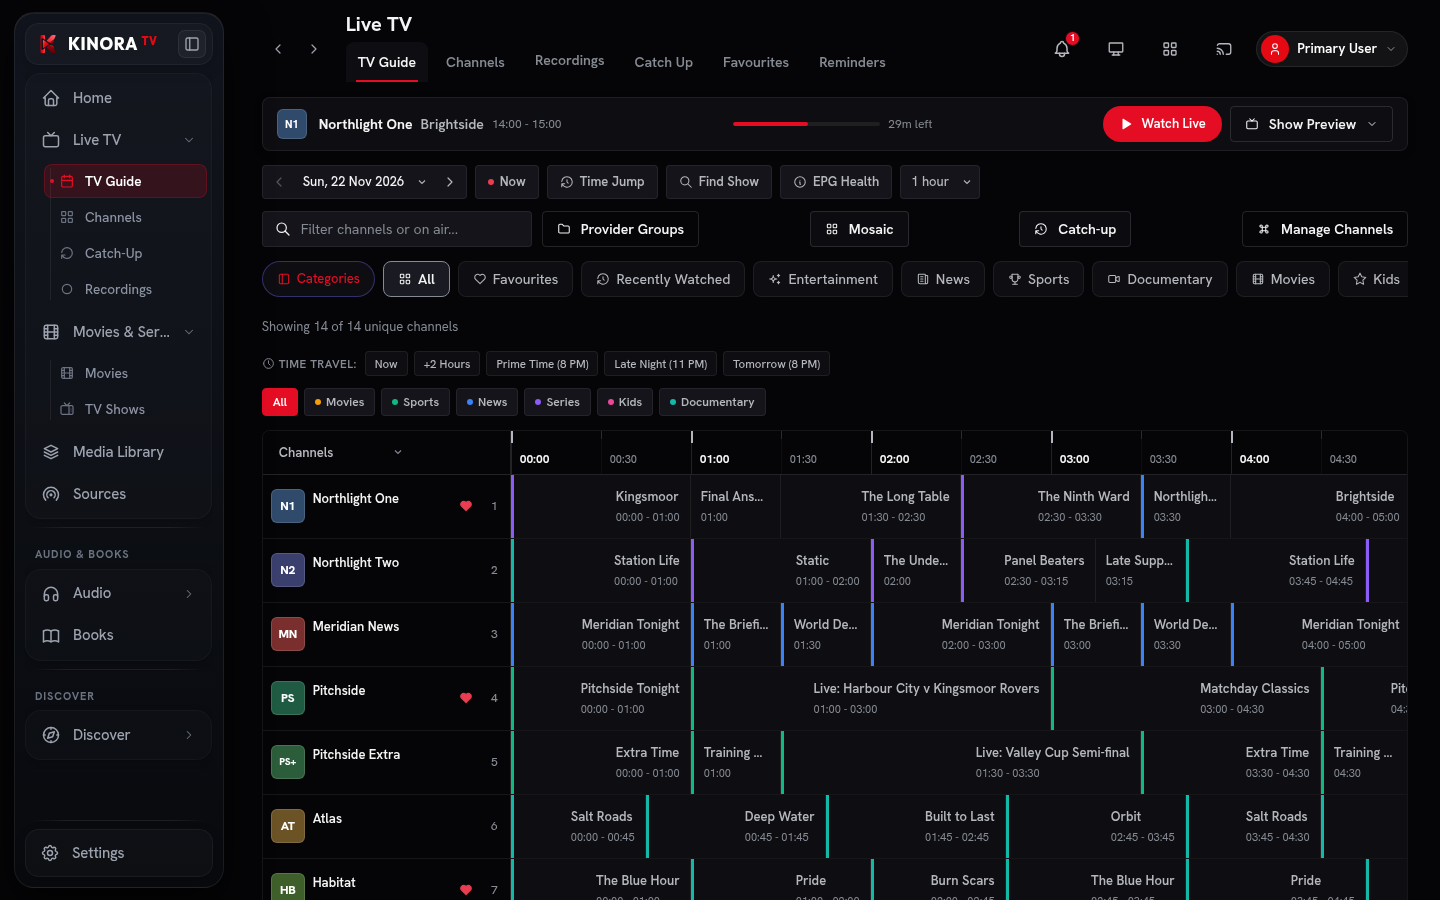 KINORA TV
Home
Live TV
TV Guide
Channels
Catch-Up
Recordings
Movies & Ser...
Movies
TV Shows
Media Library
Sources
AUDIO & BOOKS
Audio
Books
DISCOVER
Discover
Settings
Live TV
TV Guide Channels Recordings Catch Up Favourites Reminders
1
Primary User
N1 Northlight One Brightside 14:00 - 15:00 29m left Watch Live Show Preview
Sun, 22 Nov 2026 Now Time Jump Find Show EPG Health 1 hour
Filter channels or on air... Provider Groups Mosaic Catch-up Manage Channels
Categories All Favourites Recently Watched Entertainment News Sports Documentary Movies Kids
Showing 14 of 14 unique channels
TIME TRAVEL: Now +2 Hours Prime Time (8 PM) Late Night (11 PM) Tomorrow (8 PM)
All Movies Sports News Series Kids Documentary
Channels 00:00 00:30 01:00 01:30 02:00 02:30 03:00 03:30 04:00 04:30
N1 Northlight One 1 Kingsmoor Final Ans... The Long Table The Ninth Ward Northligh... Brightside
00:00 - 01:00 01:00 01:30 - 02:30 02:30 - 03:30 03:30 04:00 - 05:00
N2 Northlight Two 2 Station Life Static The Unde... Panel Beaters Late Supp... Station Life
00:00 - 01:00 01:00 - 02:00 02:00 02:30 - 03:15 03:15 03:45 - 04:45
MN Meridian News 3 Meridian Tonight The Briefi... World De... Meridian Tonight The Briefi... World De... Meridian Tonight
00:00 - 01:00 01:00 01:30 02:00 - 03:00 03:00 03:30 04:00 - 05:00
PS Pitchside 4 Pitchside Tonight Live: Harbour City v Kingsmoor Rovers Matchday Classics
00:00 - 01:00 01:00 - 03:00 03:00 - 04:30
PS+ Pitchside Extra 5 Extra Time Training ... Live: Valley Cup Semi-final Extra Time Training ...
00:00 - 01:00 01:00 01:30 - 03:30 03:30 - 04:30 04:30
AT Atlas 6 Salt Roads Deep Water Built to Last Orbit Salt Roads
00:00 - 00:45 00:45 - 01:45 01:45 - 02:45 02:45 - 03:45 03:45 - 04:30
HB Habitat 7 The Blue Hour Pride Burn Scars The Blue Hour Pride